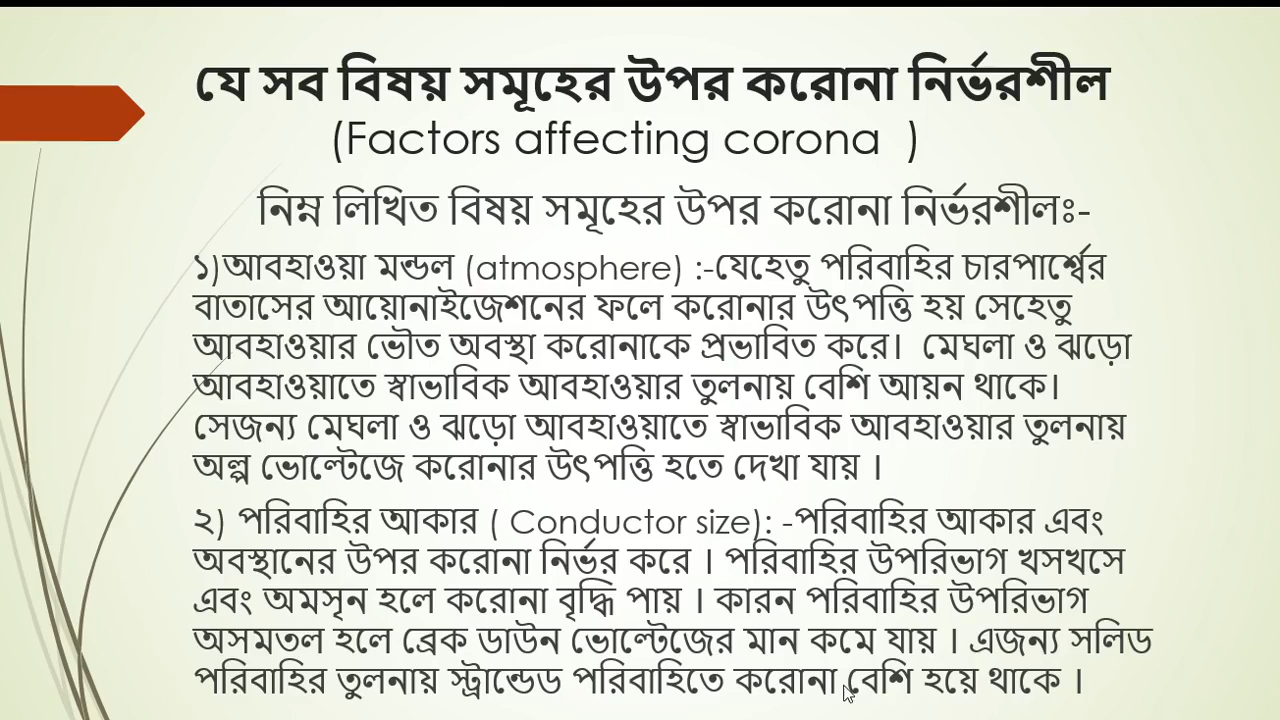 যে সব বিষয় সমূহের উপর করোনা নির্ভরশীল
(Factors affecting corona )
নিম্ন লিখিত বিষয় সমূহের উপর করোনা নির্ভরশীলঃ-
১)আবহাওয়া মন্ডল (atmosphere) :-যেহেতু পরিবাহির চারপার্শ্বের
বাতাসের আয়োনাইজেশনের ফলে করোনার উৎপত্তি হয় সেহেতু
আবহাওয়ার ভৌত অবস্থা করোনাকে প্রভাবিত করে। মেঘলা ও ঝড়ো
আবহাওয়াতে স্বাভাবিক আবহাওয়ার তুলনায় বেশি আয়ন থাকে।
সেজন্য মেঘলা ও ঝড়ো আবহাওয়াতে স্বাভাবিক আবহাওয়ার তুলনায়
অল্প ভোল্টেজে করোনার উৎপত্তি হতে দেখা যায় ।
২) পরিবাহির আকার ( Conductor size): -পরিবাহির আকার এবং
অবস্থানের উপর করোনা নির্ভর করে । পরিবাহির উপরিভাগ খসখসে
এবং অমসৃন হলে করোনা বৃদ্ধি পায় । কারন পরিবাহির উপরিভাগ
অসমতল হলে ব্রেক ডাউন ভোল্টেজের মান কমে যায় । এজন্য সলিড
পরিবাহির তুলনায় স্ট্রান্ডেড পরিবাহিতে করোনা বেশি হয়ে থাকে ।